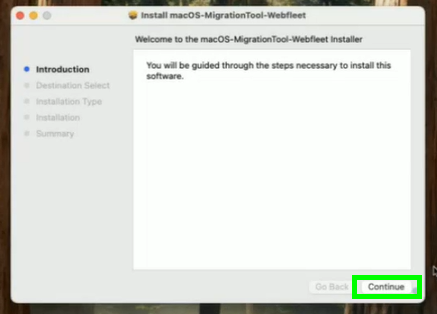 Install macOS-MigrationTool-Webfleet
Welcome to the macOS-MigrationTool-Webfleet Installer
Introduction
Destination Select
Installation Type
Installation
Summary
You will be guided through the steps necessary to install this
software.
Go Back
Continue